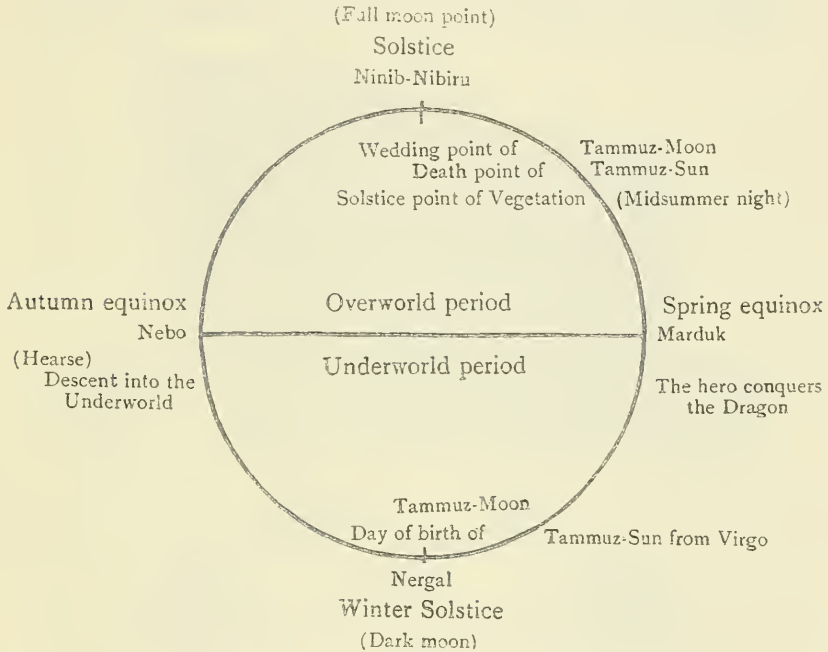 (Full moon point)
Solstice
Ninib-Nibiru
Wedding point of Tammuz-Moon
Death point of Tammuz-Sun
Solstice point of Vegetation (Midsummer night)
Autumn equinox Overworld period Spring equinox
Nebo Marduk
(Hearse) Underworld period
Descent into the The hero conquers
Underworld the Dragon
Tammuz-Moon
Day of birth of Tammuz-Sun from Virgo
Nergal
Winter Solstice
(Dark moon)